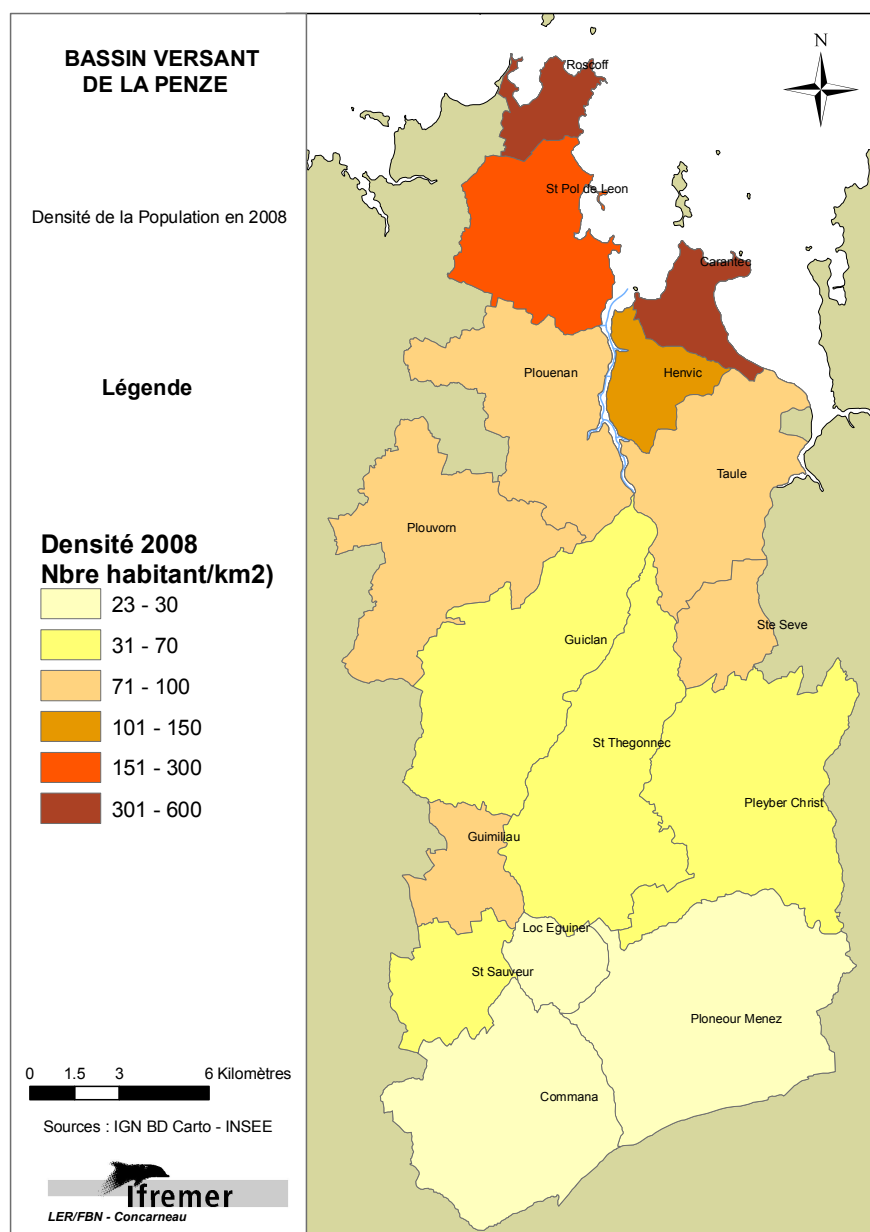 BASSIN VERSANT
DE LA PENZE
Densité de la Population en 2008
Légende
Densité 2008
Nbre habitant/km2)
23 - 30
31 - 70
71 - 100
101 - 150
151 - 300
301 - 600
0 1.5 3 6 Kilomètres
Sources : IGN BD Carto - INSEE
Ifremer
LER/FBN - Concarneau
N
Roscoff
St Pol de Leon
Carantec
Plouenan
Henvic
Taule
Plouvorn
Ste Seve
Guiclan
St Thegonnec
Pleyber Christ
Guimiliau
Loc Eguiner
St Sauveur
Ploneour Menez
Commana